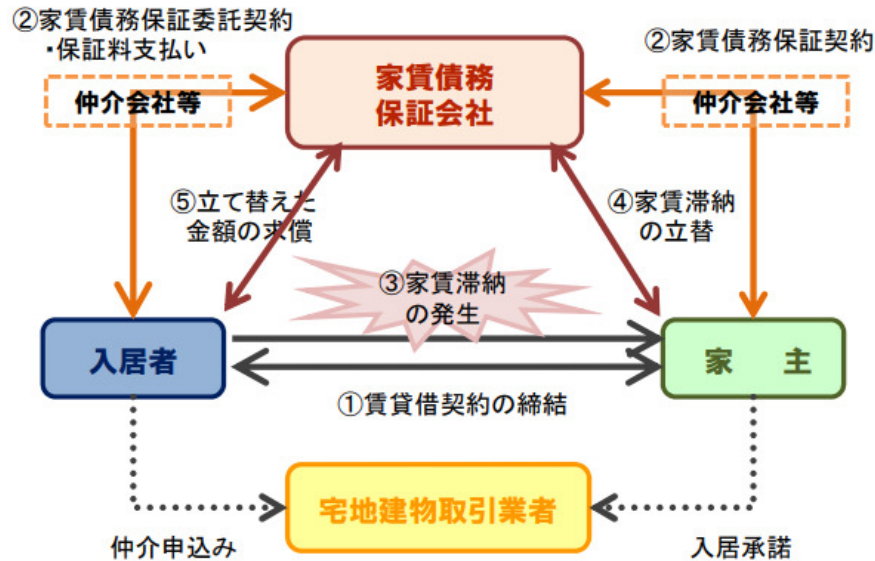 ②家賃債務保証委託契約
・保証料支払い
仲介会社等
家賃債務
保証会社
②家賃債務保証契約
仲介会社等
⑤立て替えた
金額の求償
④家賃滞納
の立替
③家賃滞納
の発生
入居者
家 主
①賃貸借契約の締結
宅地建物取引業者
仲介申込み
入居承諾